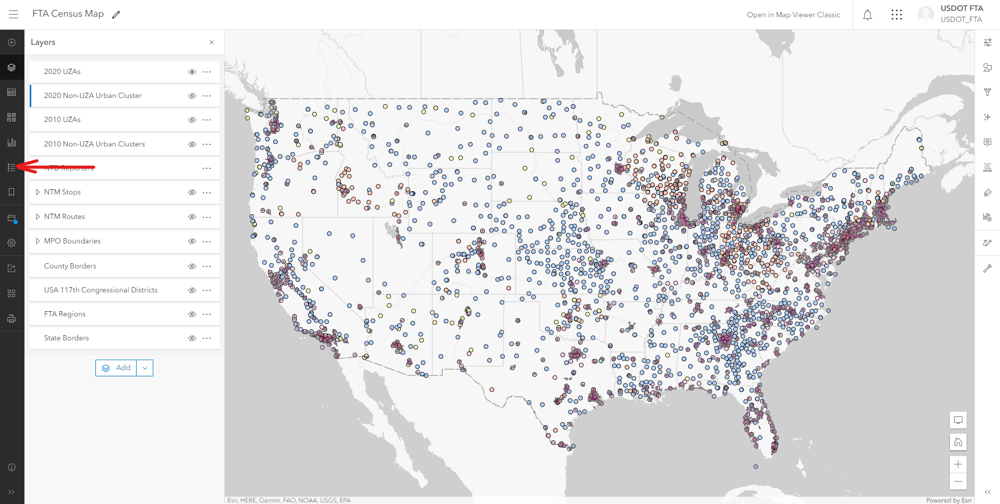 FTA Census Map
Open in Map Viewer Classic
USDOT FTA
USDOT_FTA
Layers
2020 UZAs
2020 Non-UZA Urban Cluster
2010 UZAs
2010 Non-UZA Urban Clusters
NTD Reporters
NTM Stops
NTM Routes
MPO Boundaries
County Borders
USA 117th Congressional Districts
FTA Regions
State Borders
Add
Esri, HERE, Garmin, FAO, NOAA, USGS, EPA
Powered by Esri